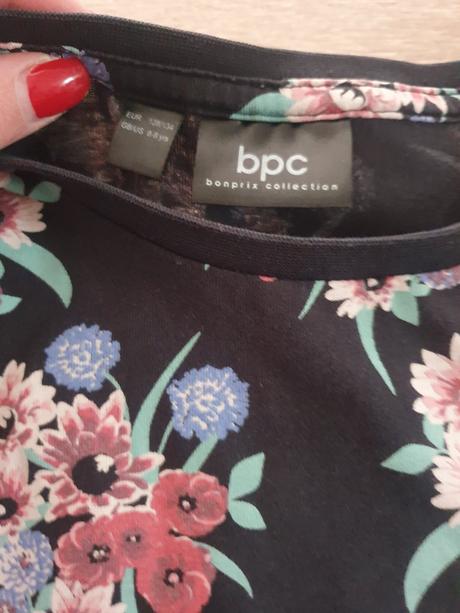 EUR 128/134
GB/US 8-9 yrs
bpc
bonprix collection